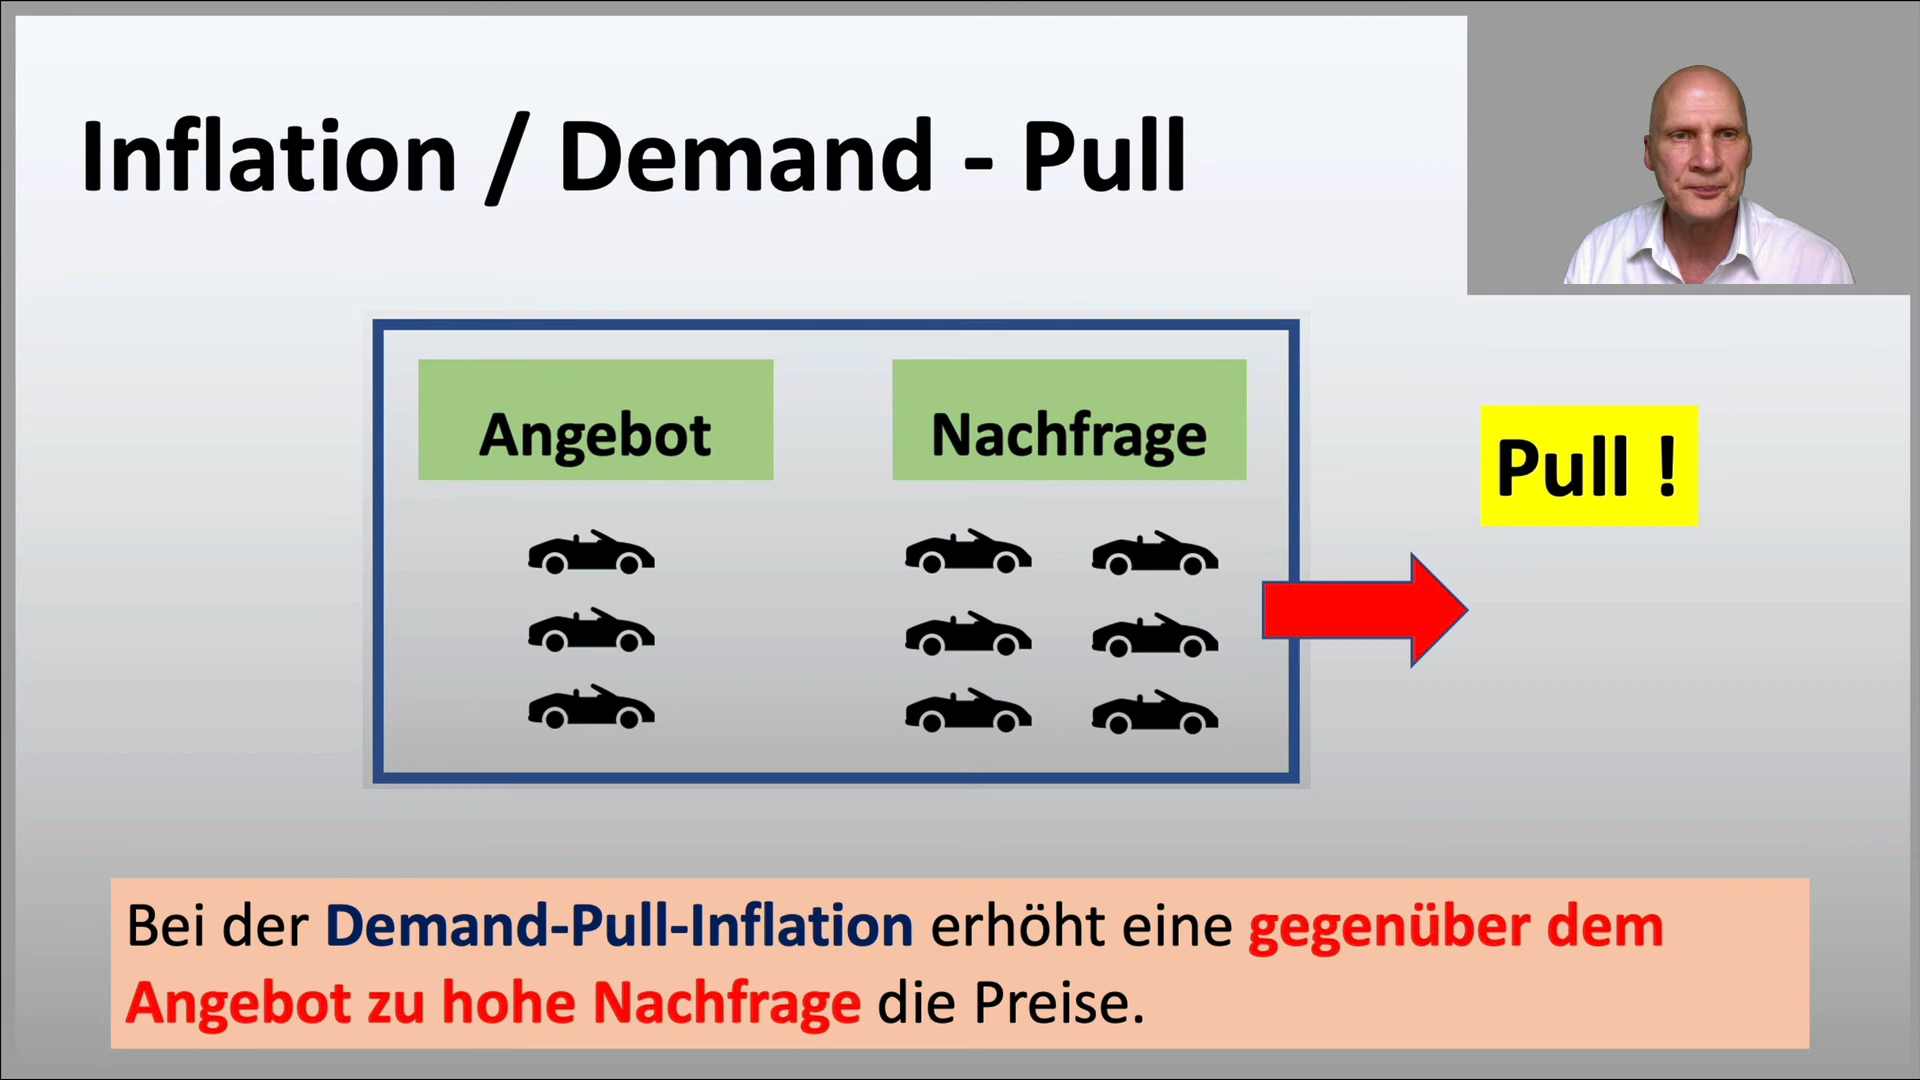 Inflation / Demand - Pull
Angebot
Nachfrage
Pull !
Bei der Demand-Pull-Inflation erhöht eine gegenüber dem
Angebot zu hohe Nachfrage die Preise.